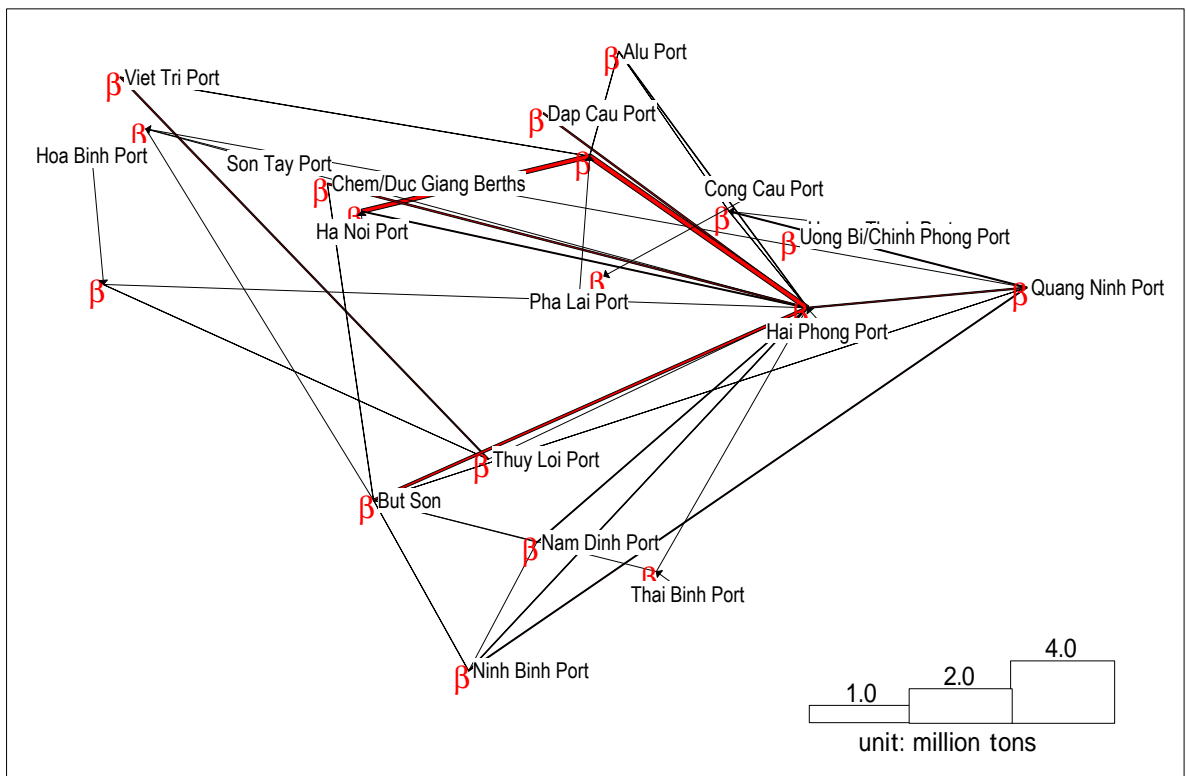 Alu Port
Viet Tri Port
Dap Cau Port
Hoa Binh Port
Son Tay Port
Chem/Duc Giang Berths
Cong Cau Port
Ha Noi Port
Uong Bi/Chinh Phong Port
Pha Lai Port
Quang Ninh Port
Hai Phong Port
Thuy Loi Port
But Son
Nam Dinh Port
Thai Binh Port
Ninh Binh Port
4.0
2.0
1.0
unit: million tons